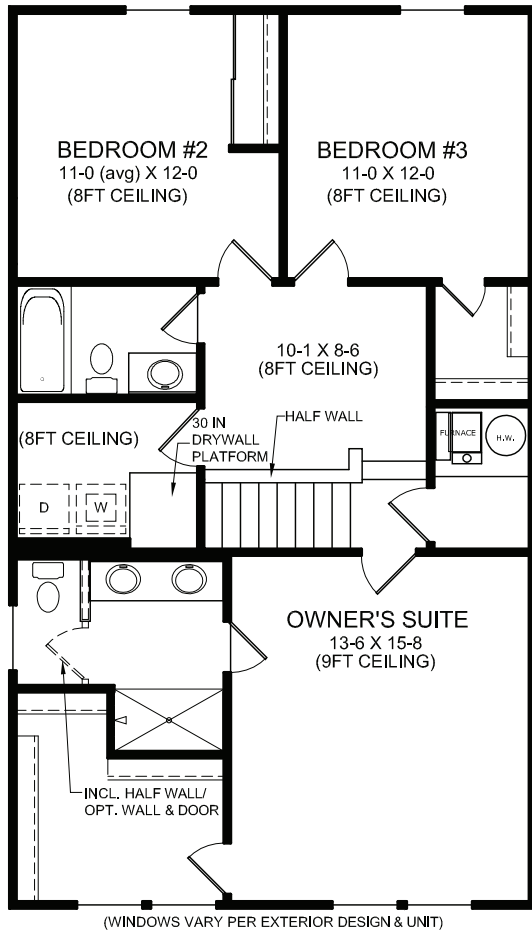 BEDROOM #2
11-0 (avg) X 12-0
(8FT CEILING)
BEDROOM #3
11-0 X 12-0
(8FT CEILING)
10-1 X 8-6
(8FT CEILING)
HALF WALL
30 IN
DRYWALL
PLATFORM
(8FT CEILING)
D
W
FURNACE
H.W.
OWNER'S SUITE
13-6 X 15-8
(9FT CEILING)
INCL. HALF WALL/
OPT. WALL & DOOR
(WINDOWS VARY PER EXTERIOR DESIGN & UNIT)